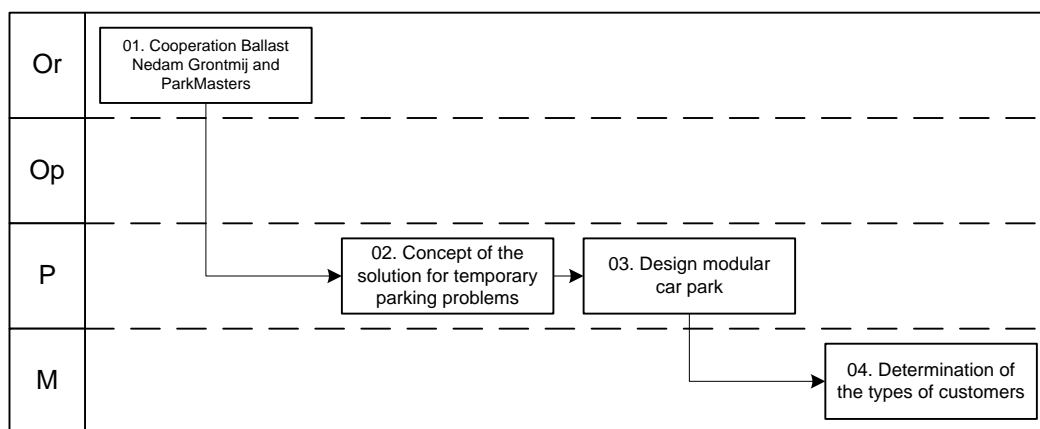 Or
01. Cooperation Ballast
Nedam Grontmij and
ParkMasters
Op
P
02. Concept of the
solution for temporary
parking problems
03. Design modular
car park
M
04. Determination of
the types of customers